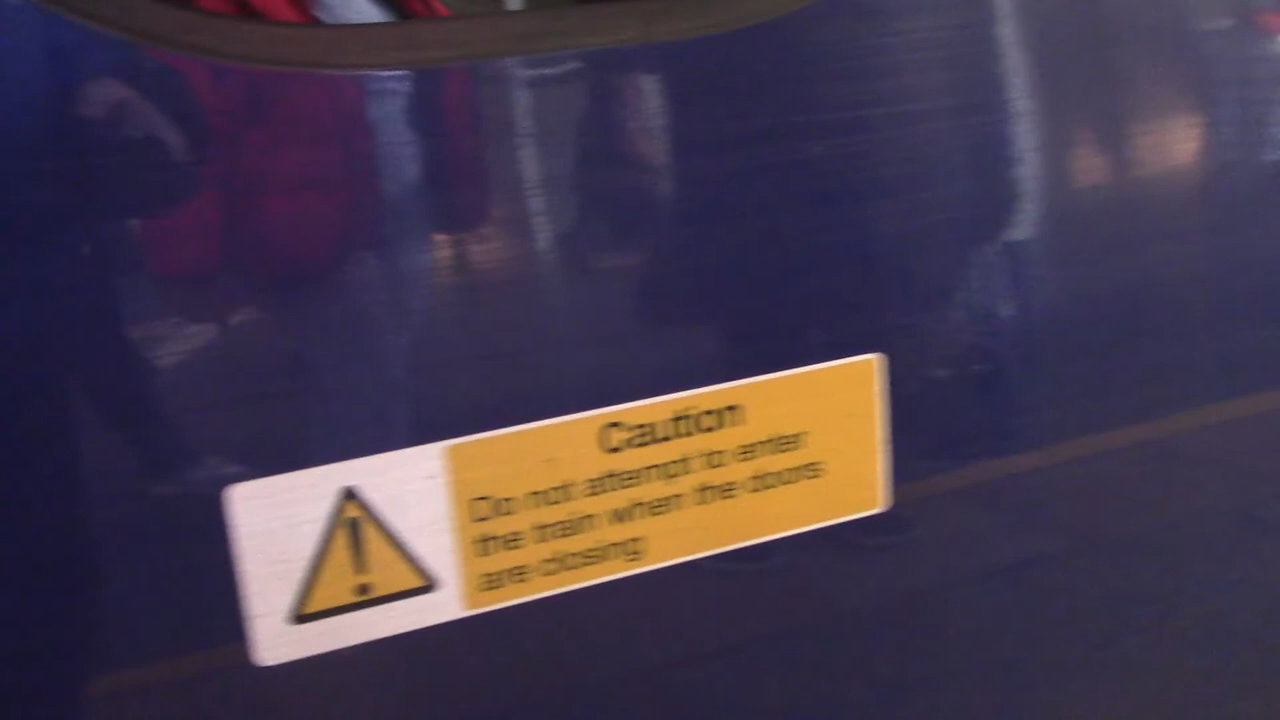 Caution
Do not attempt to enter
the train when the doors
are closing